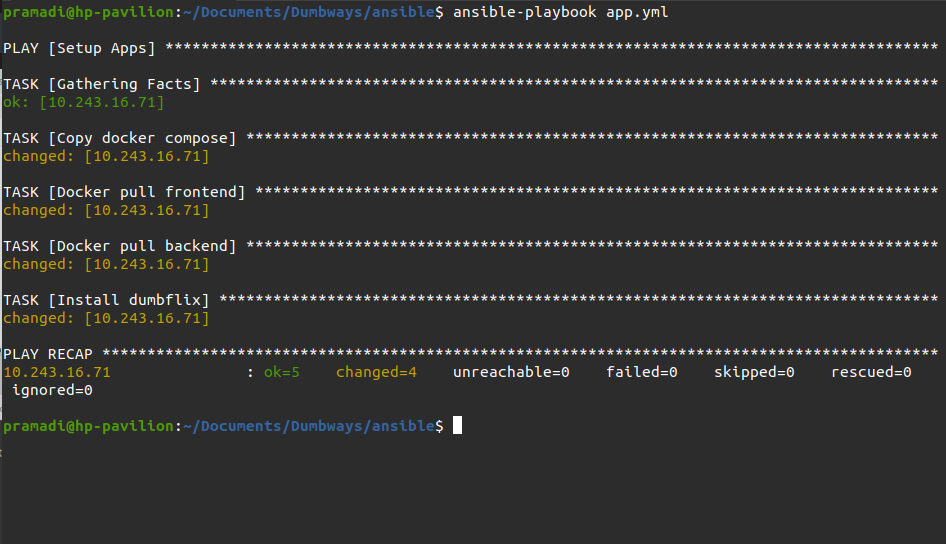 pramadi@hp-pavilion:~/Documents/Dumbways/ansible$ ansible-playbook app.yml
PLAY [Setup Apps] **************************************************************************************
TASK [Gathering Facts] *********************************************************************************
ok: [10.243.16.71]
TASK [Copy docker compose] *****************************************************************************
changed: [10.243.16.71]
TASK [Docker pull frontend] ****************************************************************************
changed: [10.243.16.71]
TASK [Docker pull backend] *****************************************************************************
changed: [10.243.16.71]
TASK [Install dumbflix] ********************************************************************************
changed: [10.243.16.71]
PLAY RECAP *********************************************************************************************
10.243.16.71               : ok=5    changed=4    unreachable=0    failed=0    skipped=0    rescued=0
 ignored=0
pramadi@hp-pavilion:~/Documents/Dumbways/ansible$